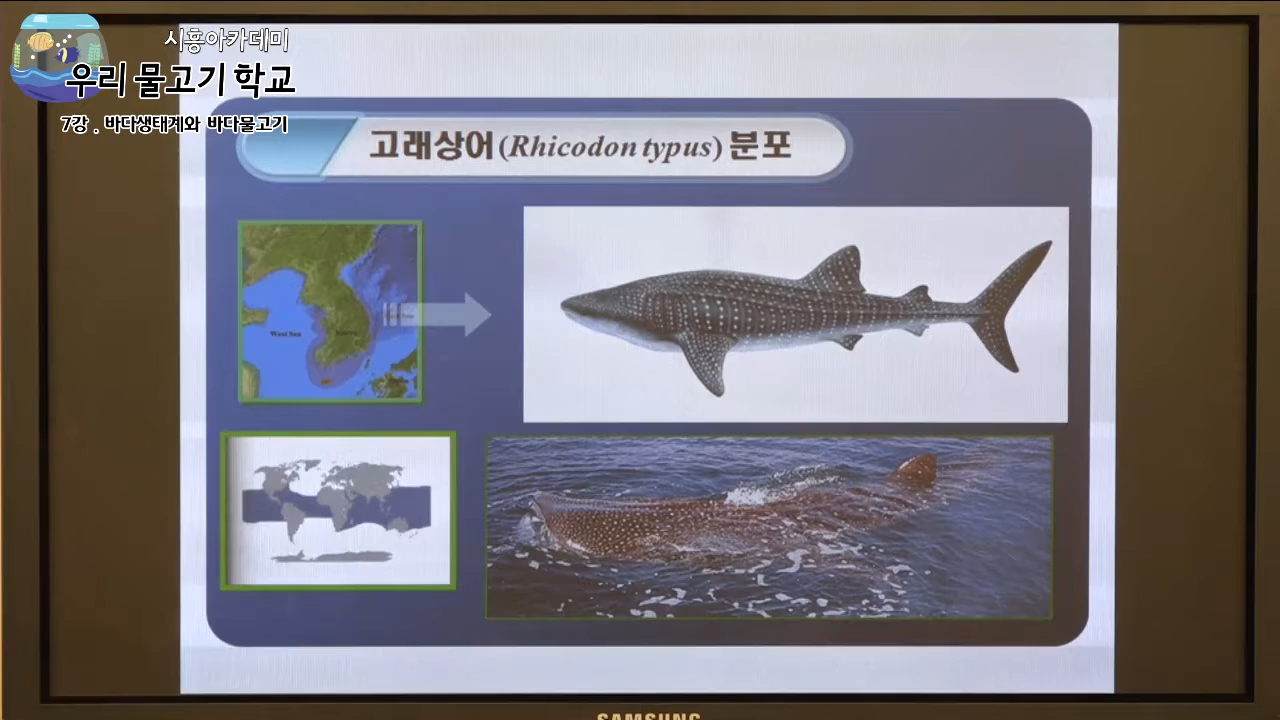 시흥아카데미
우리 물고기 학교
7강 . 바다생태계와 바다물고기
고래상어 (Rhicodon typus) 분포
West Sea
Korea
SAMSUNG